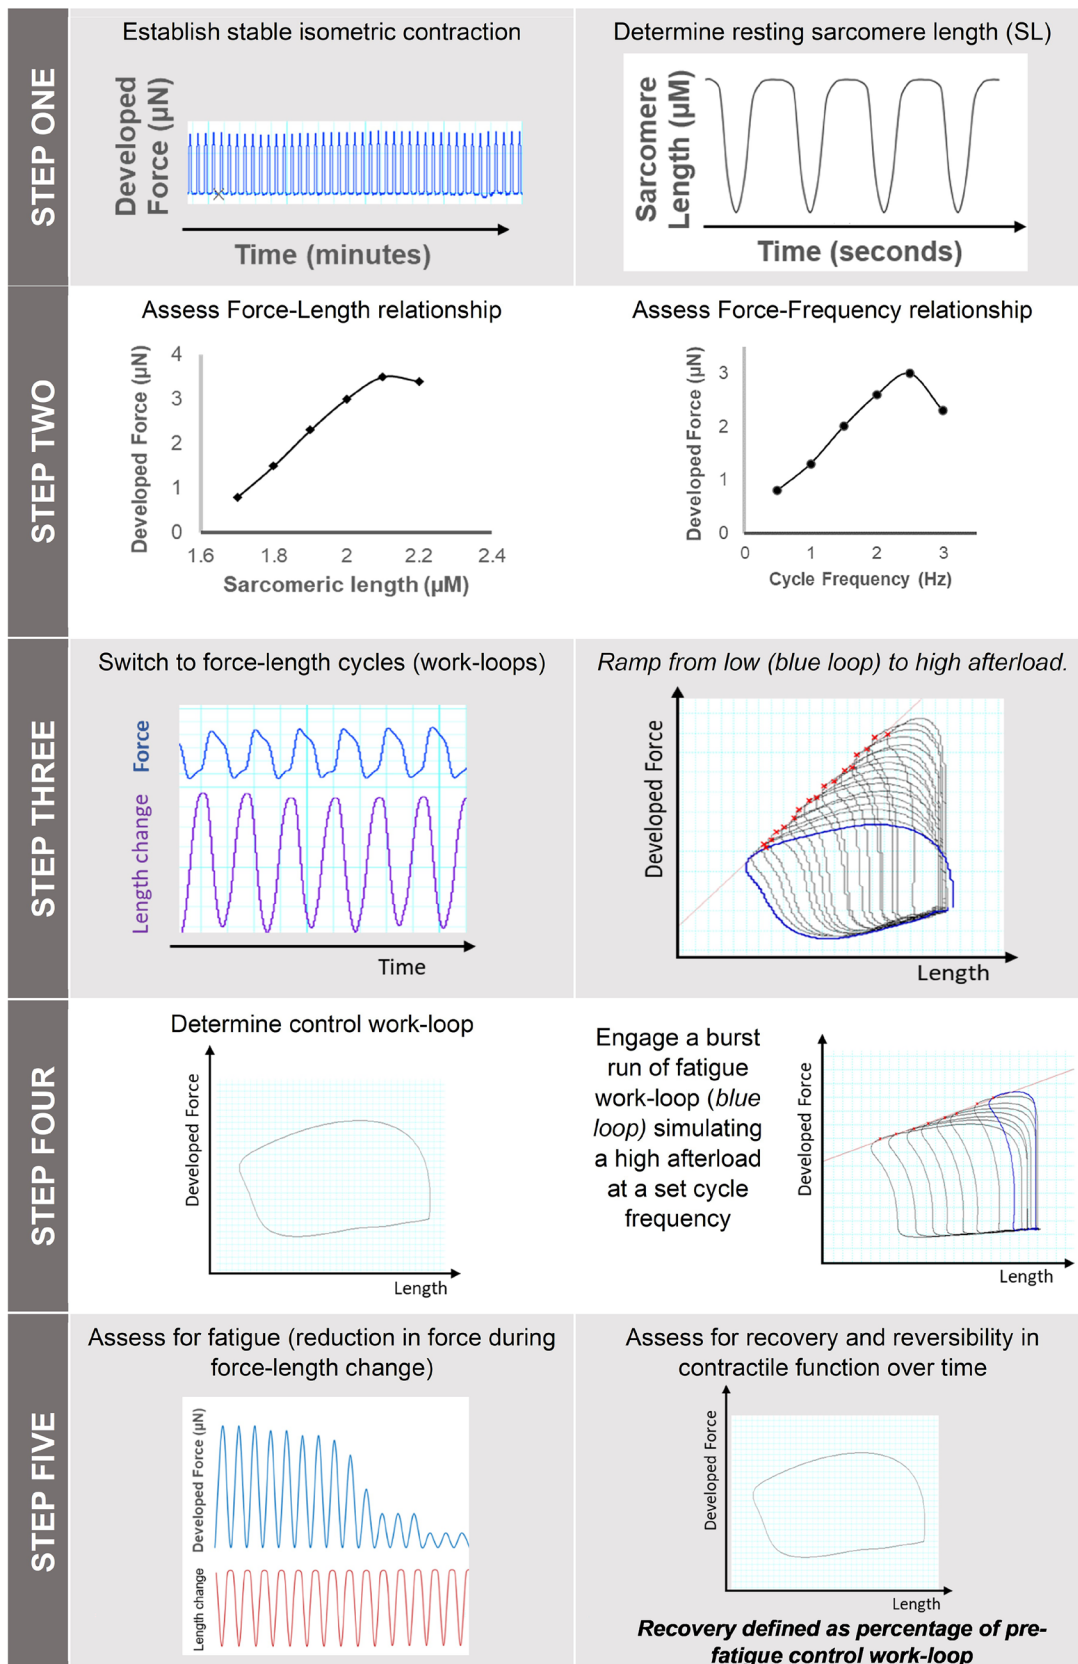 STEP ONE
Establish stable isometric contraction
Developed
Force (µN)
Time (minutes)
Determine resting sarcomere length (SL)
Sarcomere
Length (µM)
Time (seconds)
STEP TWO
Assess Force-Length relationship
Developed Force (µN)
4
3
2
1
0
1.6 1.8 2 2.2 2.4
Sarcomeric length (µM)
Assess Force-Frequency relationship
Developed Force (µN)
3
2
1
0
0 1 2 3
Cycle Frequency (Hz)
STEP THREE
Switch to force-length cycles (work-loops)
Force
Length change
Time
Ramp from low (blue loop) to high afterload.
Developed Force
Length
STEP FOUR
Determine control work-loop
Developed Force
Length
Engage a burst
run of fatigue
work-loop (blue
loop) simulating
a high afterload
at a set cycle
frequency
Developed Force
Length
STEP FIVE
Assess for fatigue (reduction in force during
force-length change)
Developed Force (µN)
Length change
Assess for recovery and reversibility in
contractile function over time
Developed Force
Length
Recovery defined as percentage of pre-
fatigue control work-loop